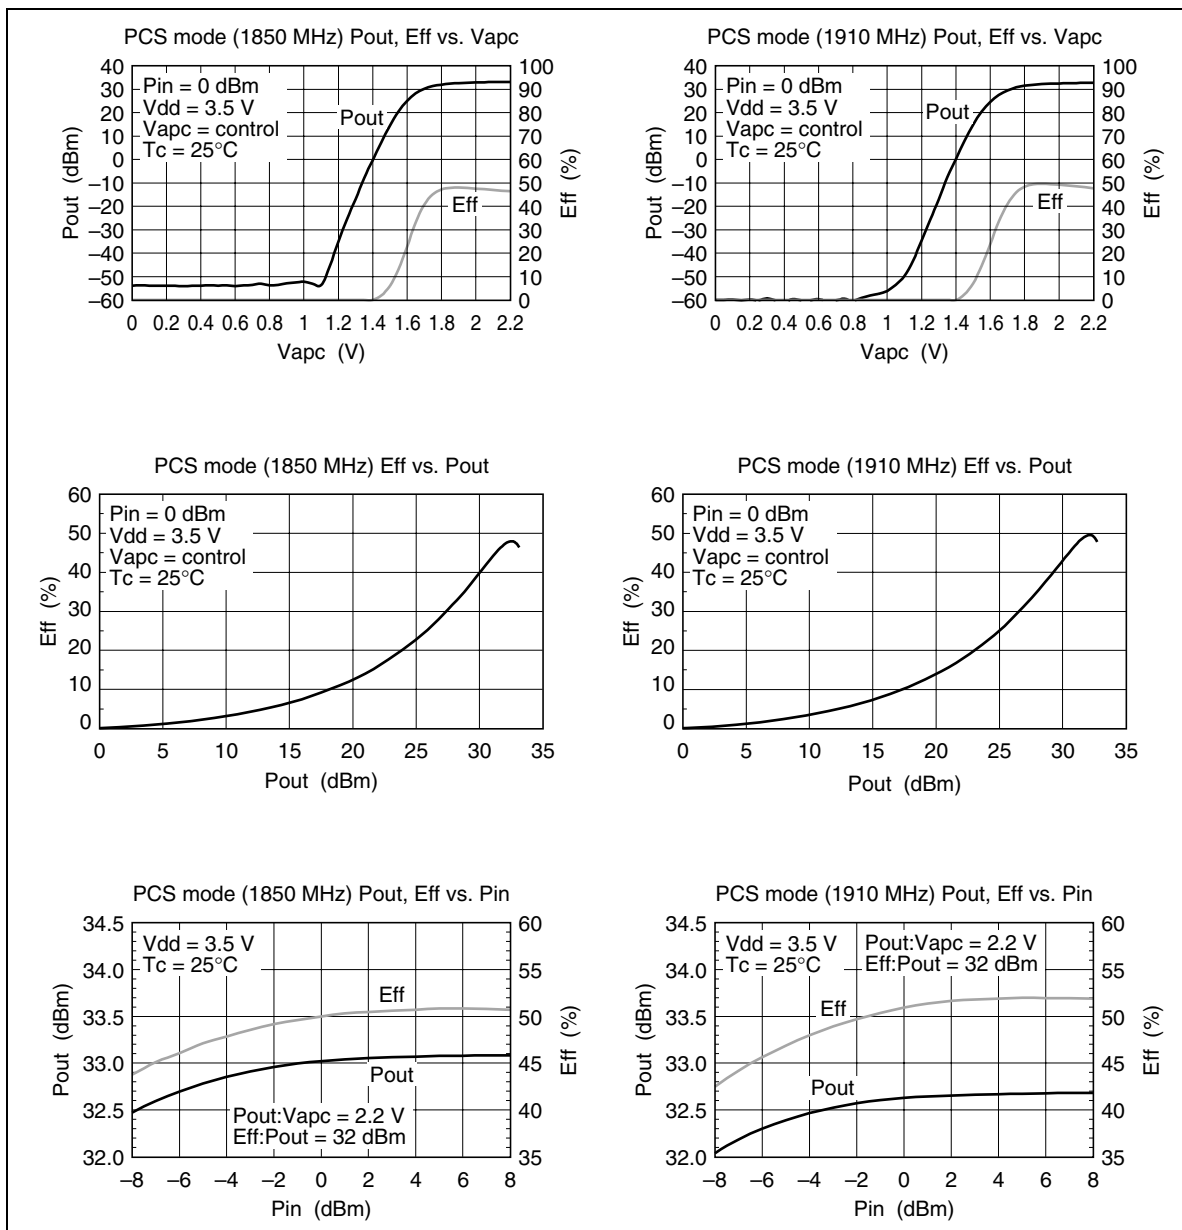 PCS mode (1850 MHz) Pout, Eff vs. Vapc
40
30
20
10
0
–10
–20
–30
–40
–50
–60
Pout (dBm)
Pin = 0 dBm
Vdd = 3.5 V
Vapc = control
Tc = 25°C
Pout
Eff
100
90
80
70
60
50
40
30
20
10
0
Eff (%)
0 0.2 0.4 0.6 0.8 1 1.2 1.4 1.6 1.8 2 2.2
Vapc (V)
PCS mode (1910 MHz) Pout, Eff vs. Vapc
40
30
20
10
0
–10
–20
–30
–40
–50
–60
Pout (dBm)
Pin = 0 dBm
Vdd = 3.5 V
Vapc = control
Tc = 25°C
Pout
Eff
100
90
80
70
60
50
40
30
20
10
0
Eff (%)
0 0.2 0.4 0.6 0.8 1 1.2 1.4 1.6 1.8 2 2.2
Vapc (V)
PCS mode (1850 MHz) Eff vs. Pout
60
50
40
30
20
10
0
Eff (%)
Pin = 0 dBm
Vdd = 3.5 V
Vapc = control
Tc = 25°C
0 5 10 15 20 25 30 35
Pout (dBm)
PCS mode (1910 MHz) Eff vs. Pout
60
50
40
30
20
10
0
Eff (%)
Pin = 0 dBm
Vdd = 3.5 V
Vapc = control
Tc = 25°C
0 5 10 15 20 25 30 35
Pout (dBm)
PCS mode (1850 MHz) Pout, Eff vs. Pin
34.5
34.0
33.5
33.0
32.5
32.0
Pout (dBm)
Vdd = 3.5 V
Tc = 25°C
Eff
Pout
Pout:Vapc = 2.2 V
Eff:Pout = 32 dBm
60
55
50
45
40
35
Eff (%)
–8 –6 –4 –2 0 2 4 6 8
Pin (dBm)
PCS mode (1910 MHz) Pout, Eff vs. Pin
34.5
34.0
33.5
33.0
32.5
32.0
Pout (dBm)
Vdd = 3.5 V
Tc = 25°C
Pout:Vapc = 2.2 V
Eff:Pout = 32 dBm
Eff
Pout
60
55
50
45
40
35
Eff (%)
–8 –6 –4 –2 0 2 4 6 8
Pin (dBm)